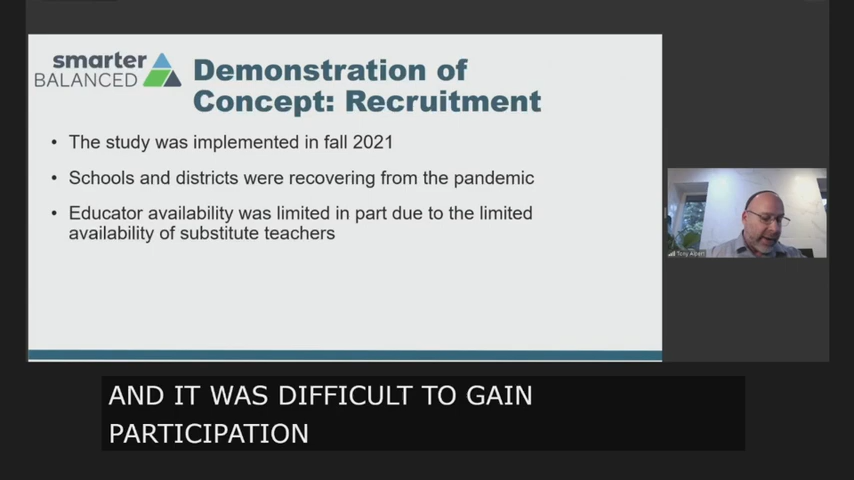 smarter
BALANCED
Demonstration of
Concept: Recruitment
• The study was implemented in fall 2021
• Schools and districts were recovering from the pandemic
• Educator availability was limited in part due to the limited
availability of substitute teachers
Tony Alpert
AND IT WAS DIFFICULT TO GAIN
PARTICIPATION